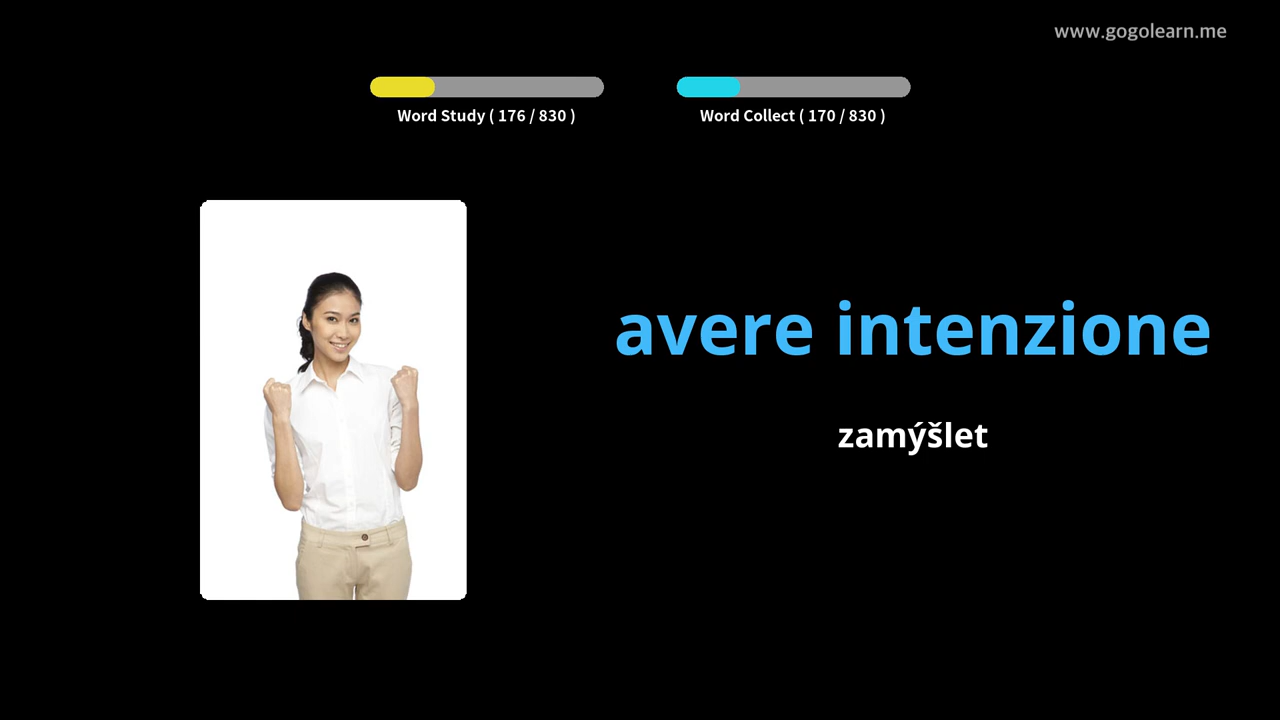 www.gogolearn.me
Word Study ( 176 / 830 )
Word Collect ( 170 / 830 )
avere intenzione
zamýšlet